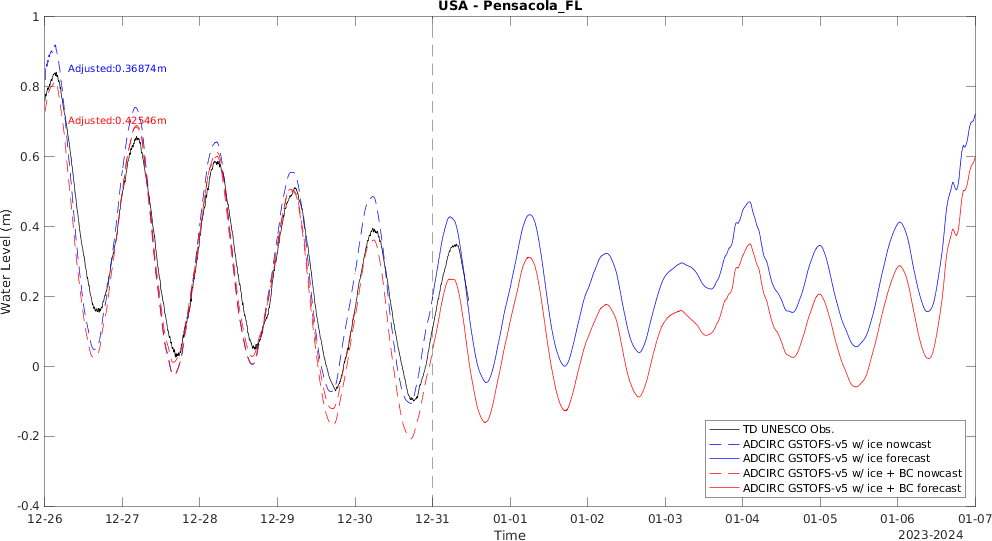 USA - Pensacola_FL
Water Level (m)
1
0.8
0.6
0.4
0.2
0
-0.2
-0.4
Adjusted:0.36874m
Adjusted:0.42546m
TD UNESCO Obs.
ADCIRC GSTOFS-v5 w/ ice nowcast
ADCIRC GSTOFS-v5 w/ ice forecast
ADCIRC GSTOFS-v5 w/ ice + BC nowcast
ADCIRC GSTOFS-v5 w/ ice + BC forecast
12-26 12-27 12-28 12-29 12-30 12-31 01-01 01-02 01-03 01-04 01-05 01-06 01-07
Time
2023-2024